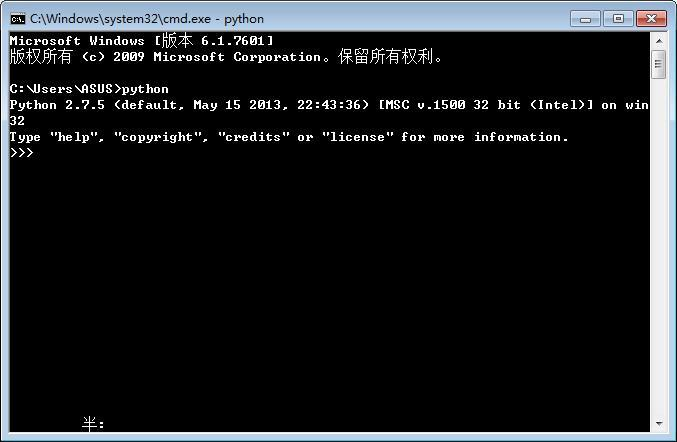 C:\Windows\system32\cmd.exe - python
Microsoft Windows [版本 6.1.7601]
版权所有 (c) 2009 Microsoft Corporation。保留所有权利。
C:\Users\ASUS>python
Python 2.7.5 (default, May 15 2013, 22:43:36) [MSC v.1500 32 bit (Intel)] on win
32
Type "help", "copyright", "credits" or "license" for more information.
>>>
半: